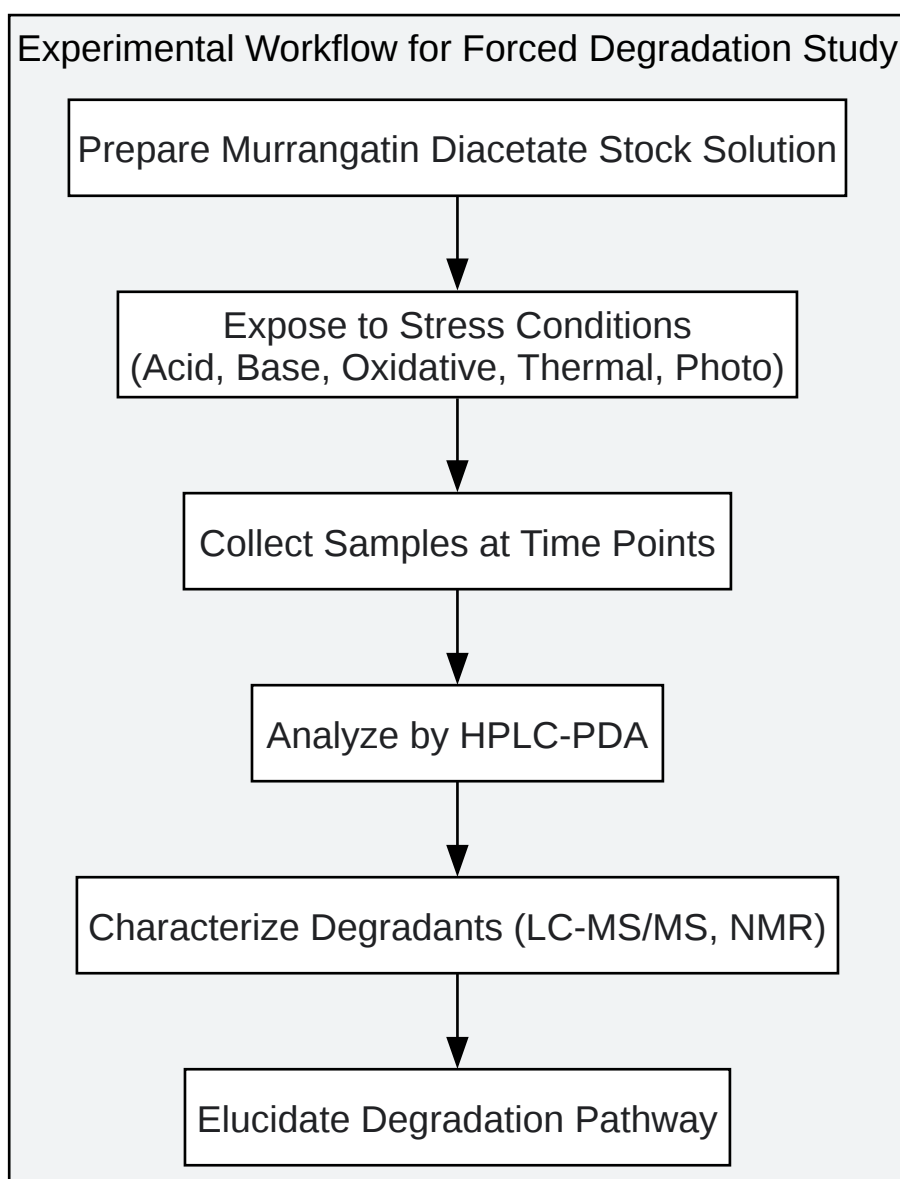 Experimental Workflow for Forced Degradation Study
Prepare Murrangatin Diacetate Stock Solution
Expose to Stress Conditions
(Acid, Base, Oxidative, Thermal, Photo)
Collect Samples at Time Points
Analyze by HPLC-PDA
Characterize Degradants (LC-MS/MS, NMR)
Elucidate Degradation Pathway